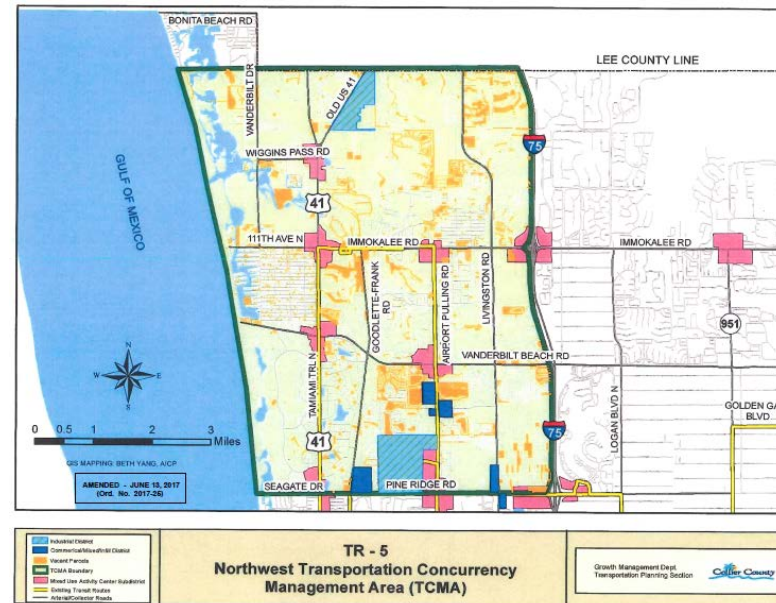 BONITA BEACH RD
LEE COUNTY LINE
VANDERBILT DR
OLD US 41
WIGGINS PASS RD
75
41
GULF OF MEXICO
111TH AVE N
IMMOKALEE RD
IMMOKALEE RD
GOODLETTE-FRANK
RD
AIRPORT PULLING RD
LIVINGSTON RD
951
VANDERBILT BEACH RD
TAMIAMI TRL N
LOGAN BLVD N
GOLDEN GA
BLVD
N
W
E
S
0 0.5 1 2 3
Miles
41
75
GIS MAPPING: BETH YANG, AICP
AMENDED - JUNE 13, 2017
(Ord. No. 2017-26)
SEAGATE DR
PINE RIDGE RD
Industrial District
Commercial/Mixed/Infill District
Vacant Parcels
TCMA Boundary
Mixed Use Activity Center Subdistrict
Existing Transit Routes
Arterial/Collector Roads
TR - 5
Northwest Transportation Concurrency
Management Area (TCMA)
Growth Management Dept.
Transportation Planning Section
Collier County